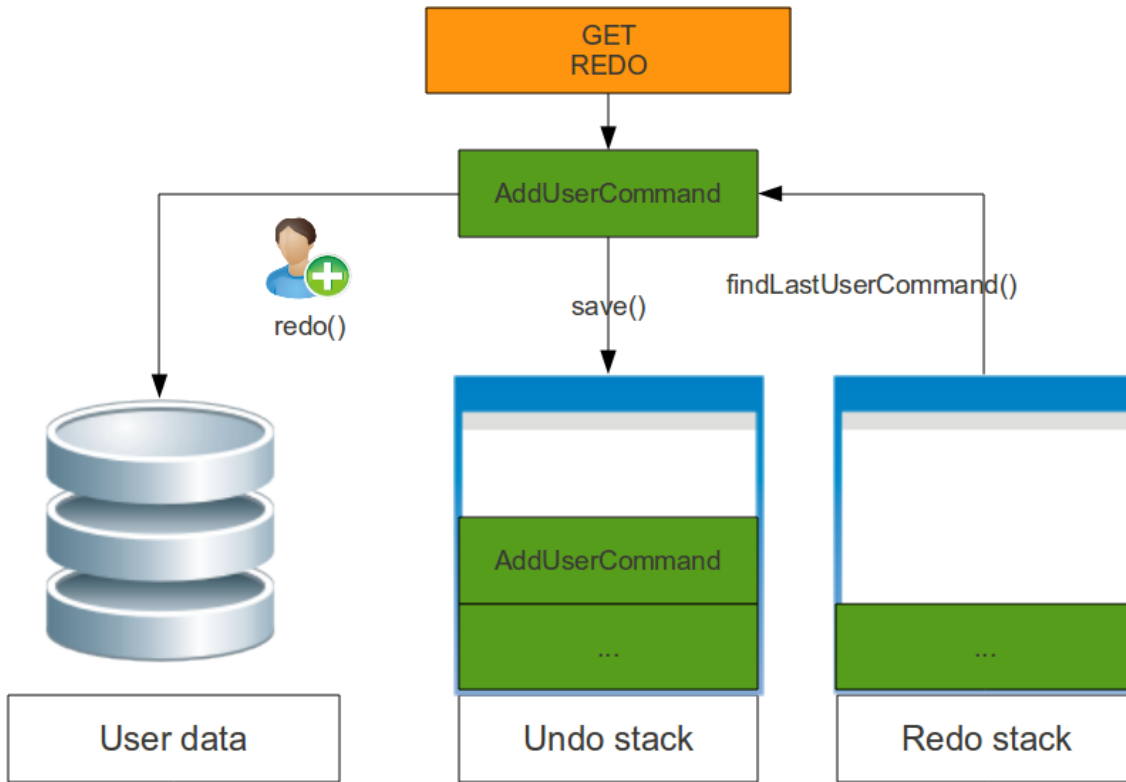 GET
REDO
AddUserCommand
redo()
save()
findLastUserCommand()
AddUserCommand
...
...
User data
Undo stack
Redo stack